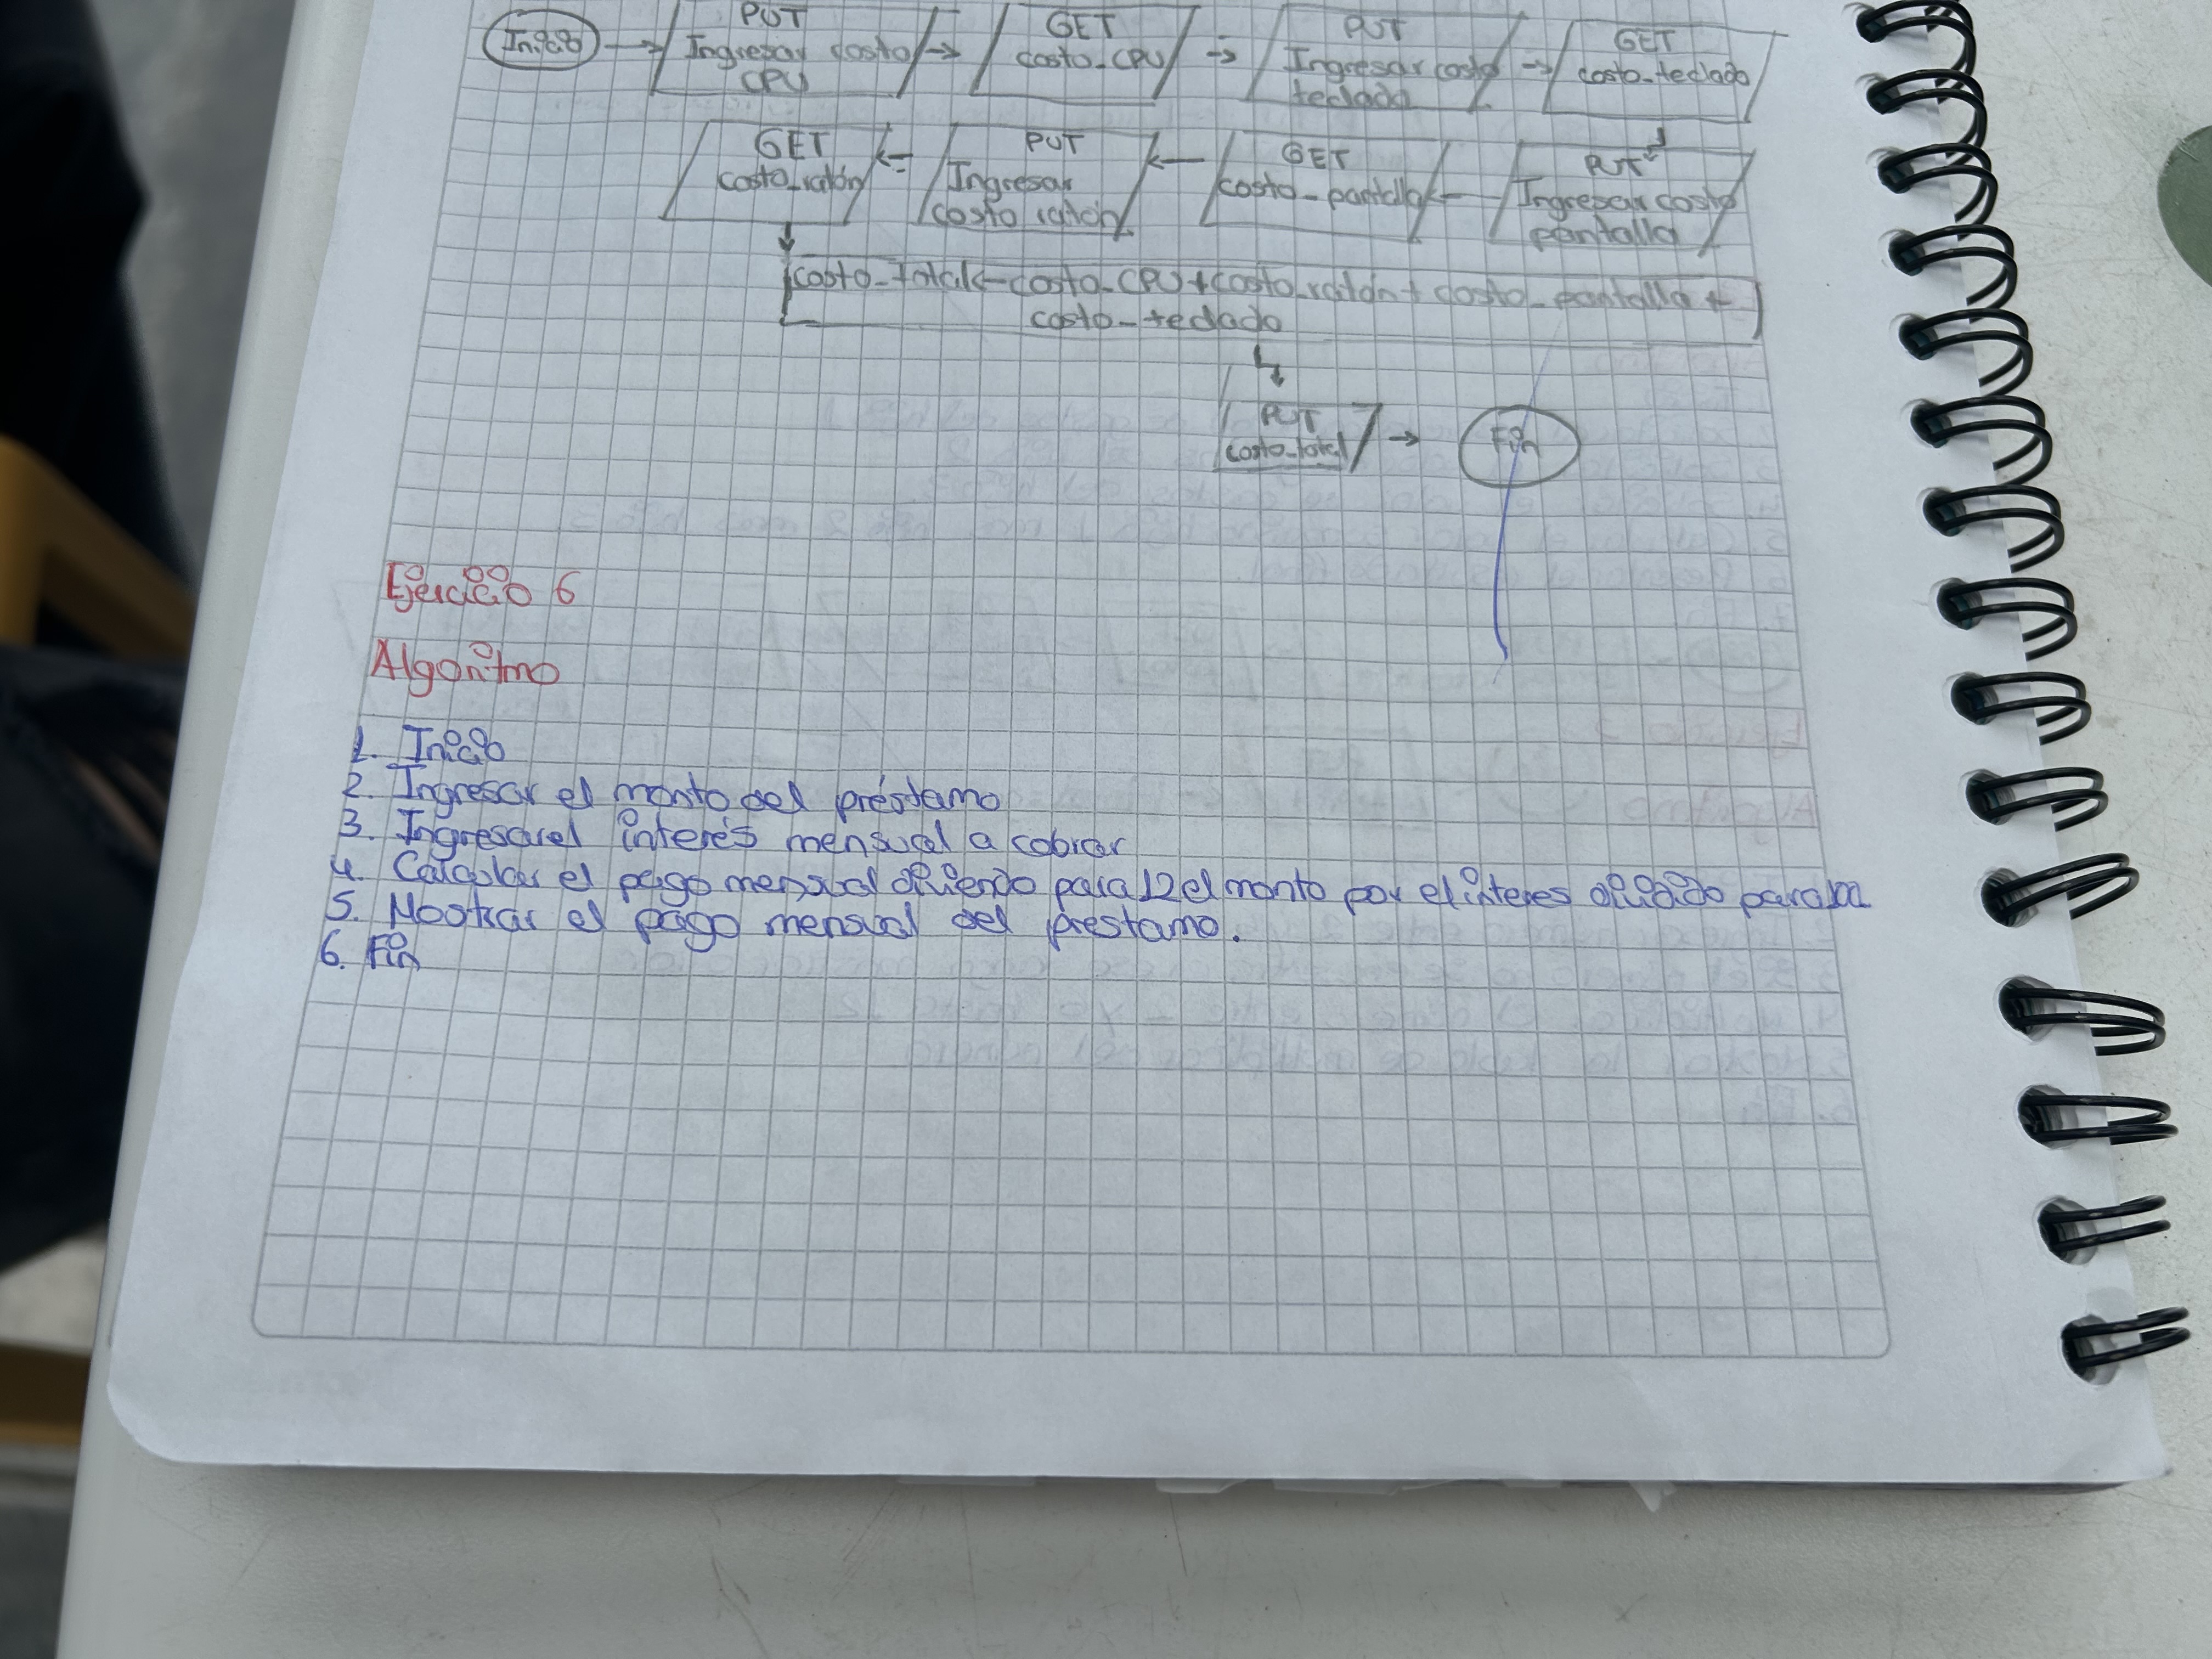 Inicio
PUT
Ingresar costo
CPU
GET
costo_CPU
PUT
Ingresar costo
teclado
GET
costo_teclado
PUT
Ingresar costo
pantalla
GET
costo_pantalla
PUT
Ingresar
costo ratón
GET
costo_ratón
costo_total←costo_CPU+costo_ratón+costo_pantalla+
costo_teclado
PUT
costo_total
Fin
Ejercicio 6
Algoritmo
1. Inicio
2. Ingresar el monto del préstamo
3. Ingresar el interés mensual a cobrar
4. Calcular el pago mensual para 12 el monto por el interes dividido para
5. Mostrar el pago mensual del prestamo.
6. Fin